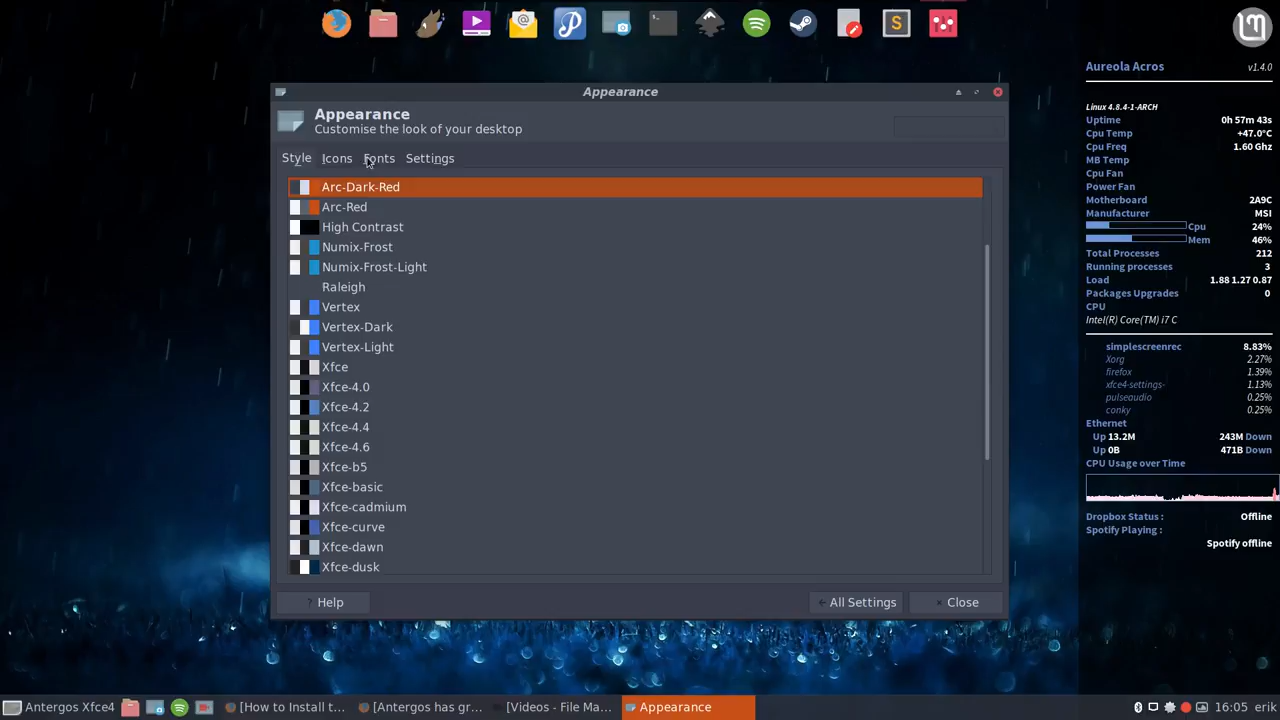 Aureola Acros v1.4.0
Linux 4.8.4-1-ARCH
Uptime 0h 57m 43s
Cpu Temp +47.0°C
Cpu Freq 1.60 Ghz
MB Temp
Cpu Fan
Power Fan
Motherboard 2A9C
Manufacturer MSI
Cpu 24%
Mem 46%
Total Processes 212
Running processes 3
Load 1.88 1.27 0.87
Packages Upgrades 0
CPU
Intel(R) Core(TM) i7 C
simplescreenrec 8.83%
Xorg 2.27%
firefox 1.39%
xfce4-settings- 1.13%
pulseaudio 0.25%
conky 0.25%
Ethernet
Up 13.2M 243M Down
Up 0B 471B Down
CPU Usage over Time
Dropbox Status : Offline
Spotify Playing :
Spotify offline
Appearance
Appearance
Customise the look of your desktop
Style Icons Fonts Settings
Arc-Dark-Red
Arc-Red
High Contrast
Numix-Frost
Numix-Frost-Light
Raleigh
Vertex
Vertex-Dark
Vertex-Light
Xfce
Xfce-4.0
Xfce-4.2
Xfce-4.4
Xfce-4.6
Xfce-b5
Xfce-basic
Xfce-cadmium
Xfce-curve
Xfce-dawn
Xfce-dusk
? Help All Settings Close
Antergos Xfce4 [How to Install t... [Antergos has gr... [Videos - File Ma... Appearance 16:05 erik